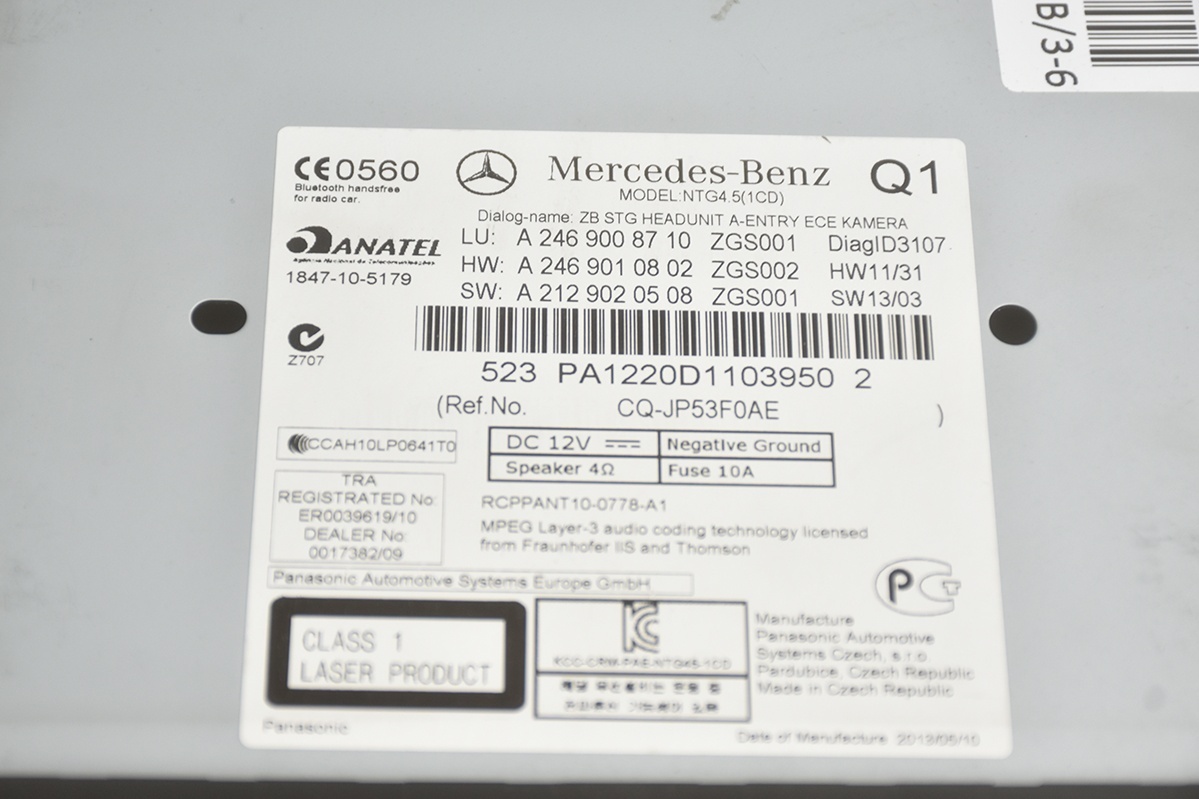 B/3-6
CE0560
Bluetooth handsfree
for radio car.
Mercedes-Benz
Q1
MODEL:NTG4.5(1CD)
Dialog-name: ZB STG HEADUNIT A-ENTRY ECE KAMERA
ANATEL
Agência Nacional de Telecomunicações
1847-10-5179
LU: A 246 900 87 10 ZGS001 DiagID3107
HW: A 246 901 08 02 ZGS002 HW11/31
SW: A 212 902 05 08 ZGS001 SW13/03
Z707
523 PA1220D1103950 2
(Ref.No. CQ-JP53F0AE )
CCAH10LP0641T0
DC 12V Negative Ground
Speaker 4Ω Fuse 10A
TRA
REGISTRATED No:
ER0039619/10
DEALER No:
0017382/09
RCPPANT10-0778-A1
MPEG Layer-3 audio coding technology licensed
from Fraunhofer IIS and Thomson
Panasonic Automotive Systems Europe GmbH
CLASS 1
LASER PRODUCT
Manufacture
Panasonic Automotive
Systems Czech, s.r.o.
Pardubice, Czech Republic
Made in Czech Republic
Panasonic
Date of Manufacture